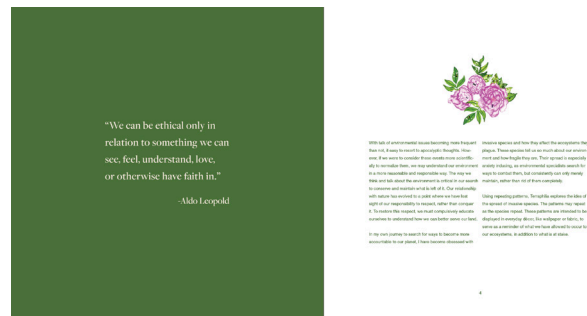 “We can be ethical only in
relation to something we can
see, feel, understand, love,
or otherwise have faith in.”
-Aldo Leopold
With talk of environmental issues becoming more frequent
than not, it easy to resort to apocalyptic thoughts. How-
ever, if we were to consider these events more scientific-
ally to normalize them, we may understand our environment
in a more reasonable and responsible way. The way we
think and talk about the environment is critical in our search
to conserve and maintain what is left of it. Our relationship
with nature has evolved to a point where we have lost
sight of our responsibility to respect, rather than conquer
it. To restore this respect, we must compulsively educate
ourselves to understand how we can better serve our land.
In my own journey to search for ways to become more
accountable to our planet, I have become obsessed with
invasive species and how they affect the ecosystems they
plague. These species tell us so much about our environ-
ment and how fragile they are. Their spread is especially
anxiety inducing, as environmental specialists search for
ways to combat them, but consistently can only merely
maintain, rather than rid of them completely.
Using repeating patterns, Terraphilia explores the idea of
the spread of invasive species. The patterns may repeat
as the species repeat. These patterns are intended to be
displayed in everyday décor, like wallpaper or fabric, to
serve as a reminder of what we have allowed to occur to
our ecosystems, in addition to what is at stake.